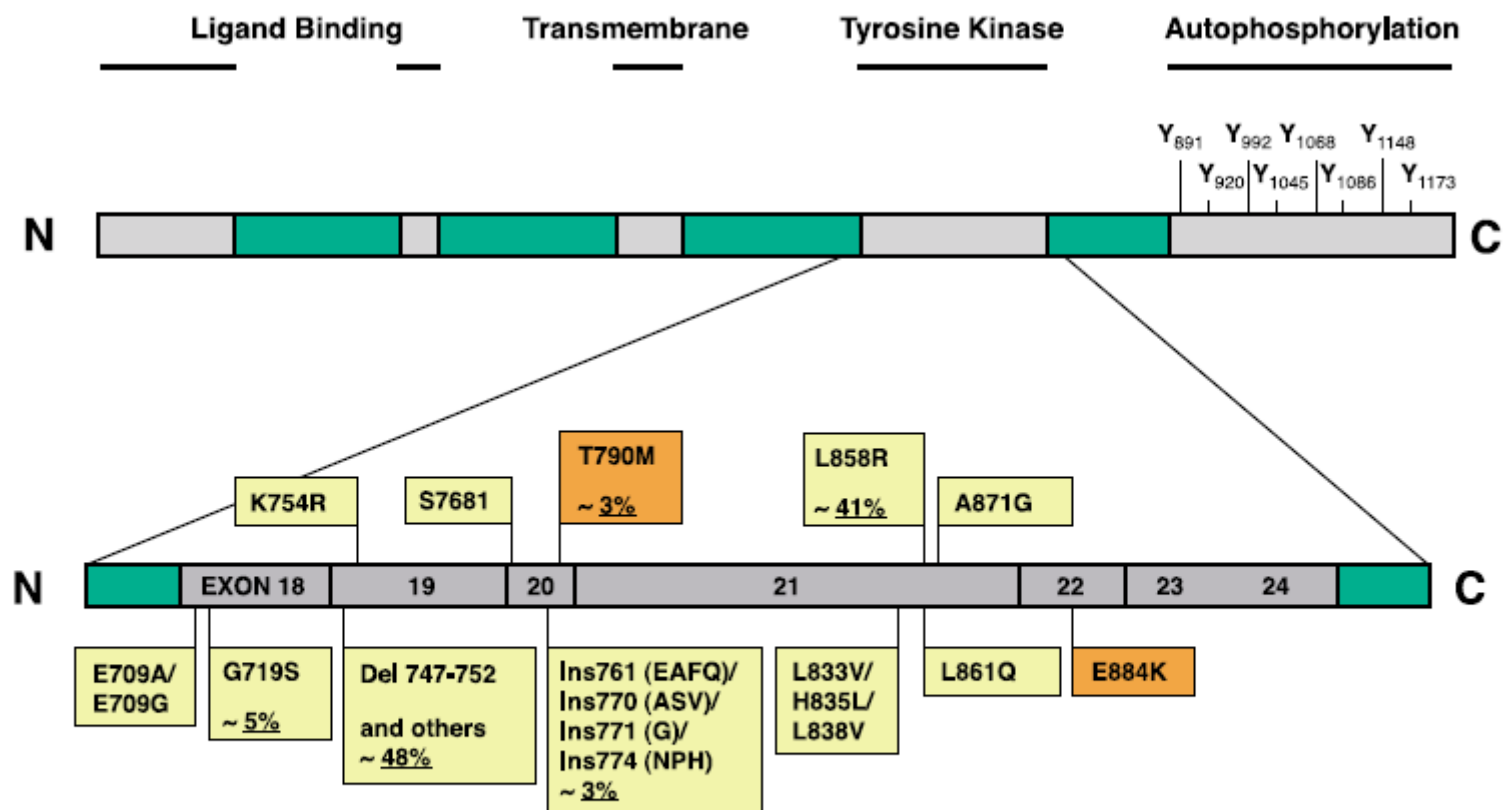 Ligand Binding Transmembrane Tyrosine Kinase Autophosphorylation
Y891 Y992 Y1068 Y1148
Y920 Y1045 Y1086 Y1173
N C
T790M
~ 3%
L858R
~ 41%
K754R S7681 A871G
N EXON 18 19 20 21 22 23 24 C
E709A/
E709G
G719S
~ 5%
Del 747-752
and others
~ 48%
Ins761 (EAFQ)/
Ins770 (ASV)/
Ins771 (G)/
Ins774 (NPH)
~ 3%
L833V/
H835L/
L838V
L861Q
E884K